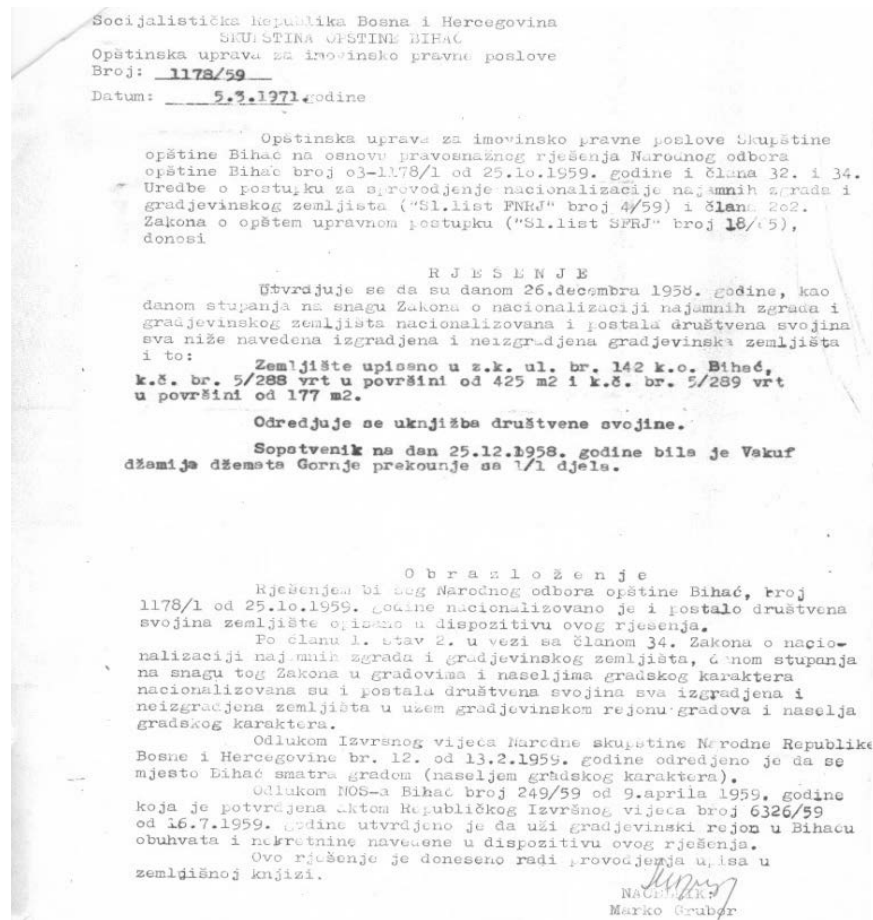 Socijalistička Republika Bosna i Hercegovina
SKUPŠTINA OPŠTINE BIHAĆ
Opštinska uprava za imovinsko pravne poslove
Broj: 1178/59
Datum: 5.3.1971.godine
Opštinska uprava za imovinsko pravne poslove Skupštine
opštine Bihać na osnovu pravosnažnog rješenja Narodnog odbora
opštine Bihać broj o3-1178/1 od 25.1o.1959. godine i člana 32. i 34.
Uredbe o postupku za sprovodjenje nacionalizacije najamnih zgrada i
gradjevinskog zemljišta ("Sl.list FNRJ" broj 4/59) i člana 2o2.
Zakona o opštem upravnom postupku ("Sl.list SFRJ" broj 18/65),
donosi
R J E Š E N J E
Utvrdjuje se da su danom 26.decembra 1958. godine, kao
danom stupanja na snagu Zakona o nacionalizaciji najamnih zgrada i
gradjevinskog zemljišta nacionalizovana i postala društvena svojina
sva niže navedena izgradjena i neizgradjena gradjevinska zemljišta
i to:
Zemljište upisano u z.k. ul. br. 142 k.o. Bihać,
k.č. br. 5/288 vrt u površini od 425 m2 i k.č. br. 5/289 vrt
u površini od 177 m2.
Odredjuje se uknjižba društvene svojine.
Sopstvenik na dan 25.12.1958. godine bila je Vakuf
džamija džemata Gornje prekounje sa 1/1 djela.
O b r a z l o ž e n j e
Rješenjem bi šeg Narodnog odbora opštine Bihać, broj
1178/1 od 25.1o.1959. godine nacionalizovano je i postalo društvena
svojina zemljište opisano u dispozitivu ovog rješenja.
Po članu 1. stav 2. u vezi sa članom 34. Zakona o nacio-
nalizaciji najamnih zgrada i gradjevinskog zemljišta, danom stupanja
na snagu tog Zakona u gradovima i naseljima gradskog karaktera
nacionalizovana su i postala društvena svojina sva izgradjena i
neizgradjena zemljišta u užem gradjevinskom rejonu gradova i naselja
gradskog karaktera.
Odlukom Izvršnog vijeća Narodne skupštine Narodne Republike
Bosne i Hercegovine br. 12. od 13.2.1959. godine odredjeno je da se
mjesto Bihać smatra gradom (naseljem gradskog karaktera).
Odlukom NOS-a Bihać broj 249/59 od 9.aprila 1959. godine
koja je potvrdjena aktom Republičkog Izvršnog vijeća broj 6326/59
od 16.7.1959. godine utvrdjeno je da uži gradjevinski rejon u Bihaću
obuhvata i nekretnine navedene u dispozitivu ovog rješenja.
Ovo rješenje je doneseno radi provodjenja upisa u
zemljišnoj knjizi.
NAČELNIK:
Marko Grubor